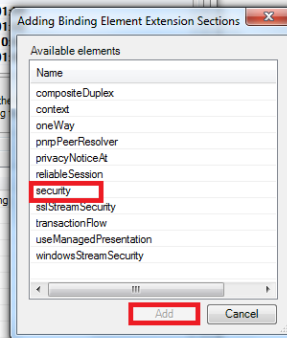 Adding Binding Element Extension Sections
Available elements
Name
compositeDuplex
context
oneWay
pnrpPeerResolver
privacyNoticeAt
reliableSession
security
sslStreamSecurity
transactionFlow
useManagedPresentation
windowsStreamSecurity
Add
Cancel